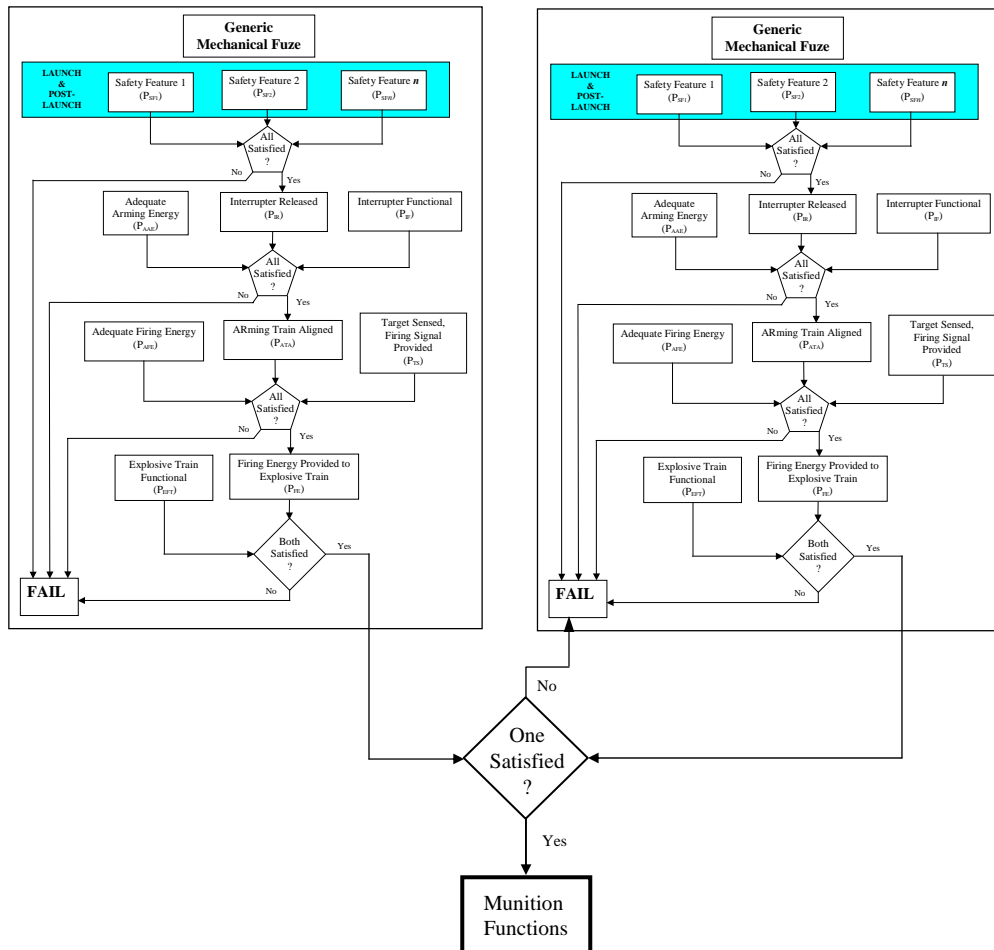 Generic
Mechanical Fuze
LAUNCH
&
POST-
LAUNCH
Safety Feature 1
(PSF1)
Safety Feature 2
(PSF2)
Safety Feature n
(PSFn)
All
Satisfied
?
No
Yes
Adequate
Arming Energy
(PAAE)
Interrupter Released
(PIR)
Interrupter Functional
(PIF)
All
Satisfied
?
No
Yes
Adequate Firing Energy
(PAFE)
ARming Train Aligned
(PATA)
Target Sensed,
Firing Signal
Provided
(PTS)
All
Satisfied
?
No
Yes
Explosive Train
Functional
(PEFT)
Firing Energy Provided to
Explosive Train
(PFE)
Both
Satisfied
?
Yes
No
FAIL
Generic
Mechanical Fuze
LAUNCH
&
POST-
LAUNCH
Safety Feature 1
(PSF1)
Safety Feature 2
(PSF2)
Safety Feature n
(PSFn)
All
Satisfied
?
No
Yes
Adequate
Arming Energy
(PAAE)
Interrupter Released
(PIR)
Interrupter Functional
(PIF)
All
Satisfied
?
No
Yes
Adequate Firing Energy
(PAFE)
ARming Train Aligned
(PATA)
Target Sensed,
Firing Signal
Provided
(PTS)
All
Satisfied
?
No
Yes
Explosive Train
Functional
(PEFT)
Firing Energy Provided to
Explosive Train
(PFE)
Both
Satisfied
?
Yes
No
FAIL
No
One
Satisfied
?
Yes
Munition
Functions